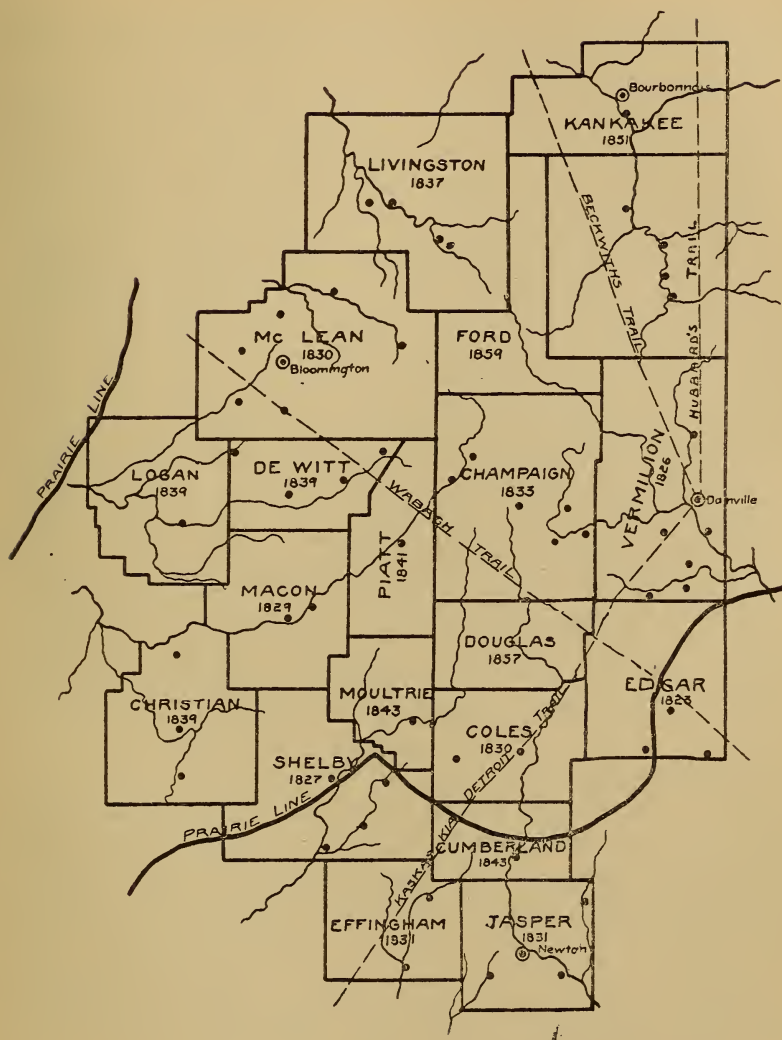 Bourbonnais
KANKAKEE
1851
LIVINGSTON
1837
BECKWITHS TRAIL
HUBBARD'S TRAIL
Mc LEAN
1830
Bloomington
FORD
1859
PRAIRIE LINE
LOGAN
1839
DE WITT
1839
CHAMPAIGN
1833
VERMILION
1826
Danville
WABACH TRAIL
PIATT
1841
MACON
1829
DOUGLAS
1857
EDGAR
1823
CHRISTIAN
1839
MOULTRIE
1843
COLES
1830
SHELBY
1827
PRAIRIE LINE
KASKASKIA DETROIT TRAIL
CUMBERLAND
1843
EFFINGHAM
1831
JASPER
1831
Newton